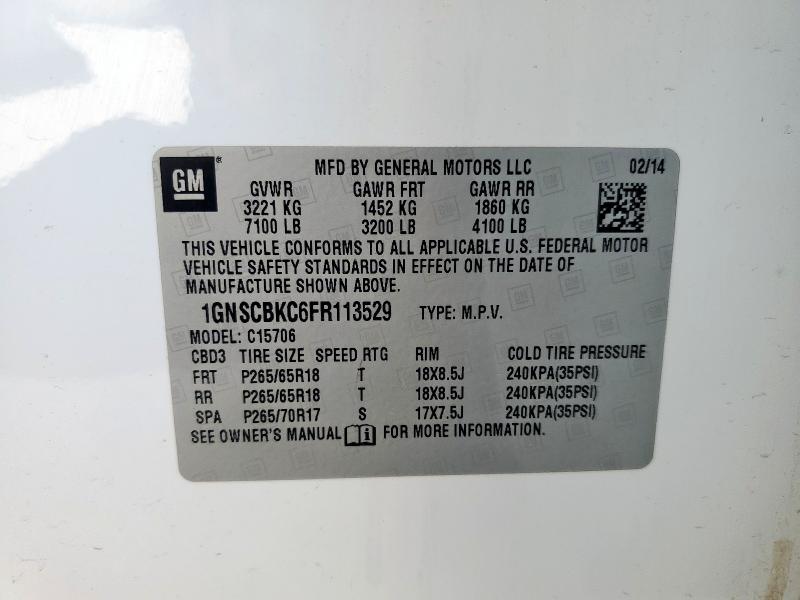 GM® MFD BY GENERAL MOTORS LLC 02/14
GVWR GAWR FRT GAWR RR
3221 KG 1452 KG 1860 KG
7100 LB 3200 LB 4100 LB
THIS VEHICLE CONFORMS TO ALL APPLICABLE U.S. FEDERAL MOTOR
VEHICLE SAFETY STANDARDS IN EFFECT ON THE DATE OF
MANUFACTURE SHOWN ABOVE.
1GNSCBKC6FR113529 TYPE: M.P.V.
MODEL: C15706
CBD3 TIRE SIZE SPEED RTG RIM COLD TIRE PRESSURE
FRT P265/65R18 T 18X8.5J 240KPA(35PSI)
RR P265/65R18 T 18X8.5J 240KPA(35PSI)
SPA P265/70R17 S 17X7.5J 240KPA(35PSI)
SEE OWNER'S MANUAL i FOR MORE INFORMATION.